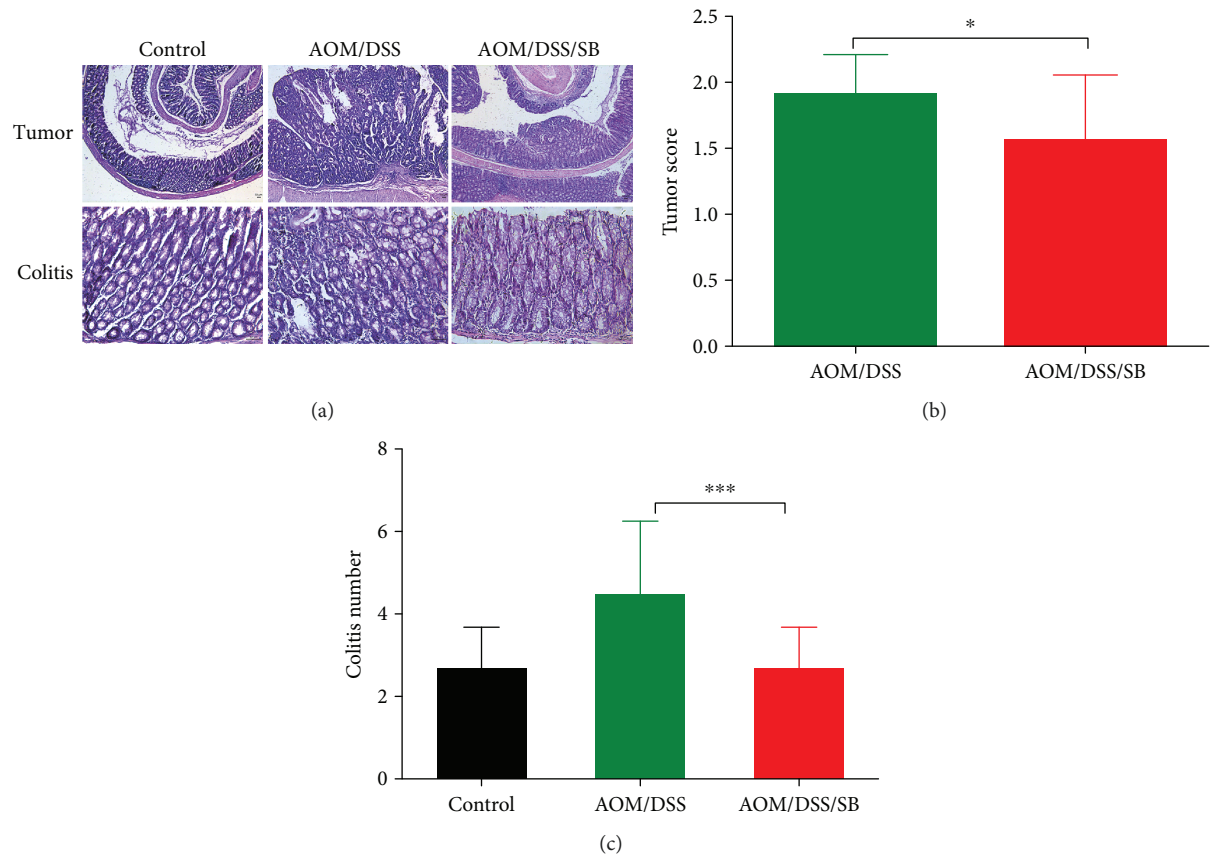 Control AOM/DSS AOM/DSS/SB
Tumor
Colitis
(a)
2.5
2.0
1.5
1.0
0.5
0.0
Tumor score
*
AOM/DSS AOM/DSS/SB
(b)
8
6
4
2
0
Colitis number
***
Control AOM/DSS AOM/DSS/SB
(c)